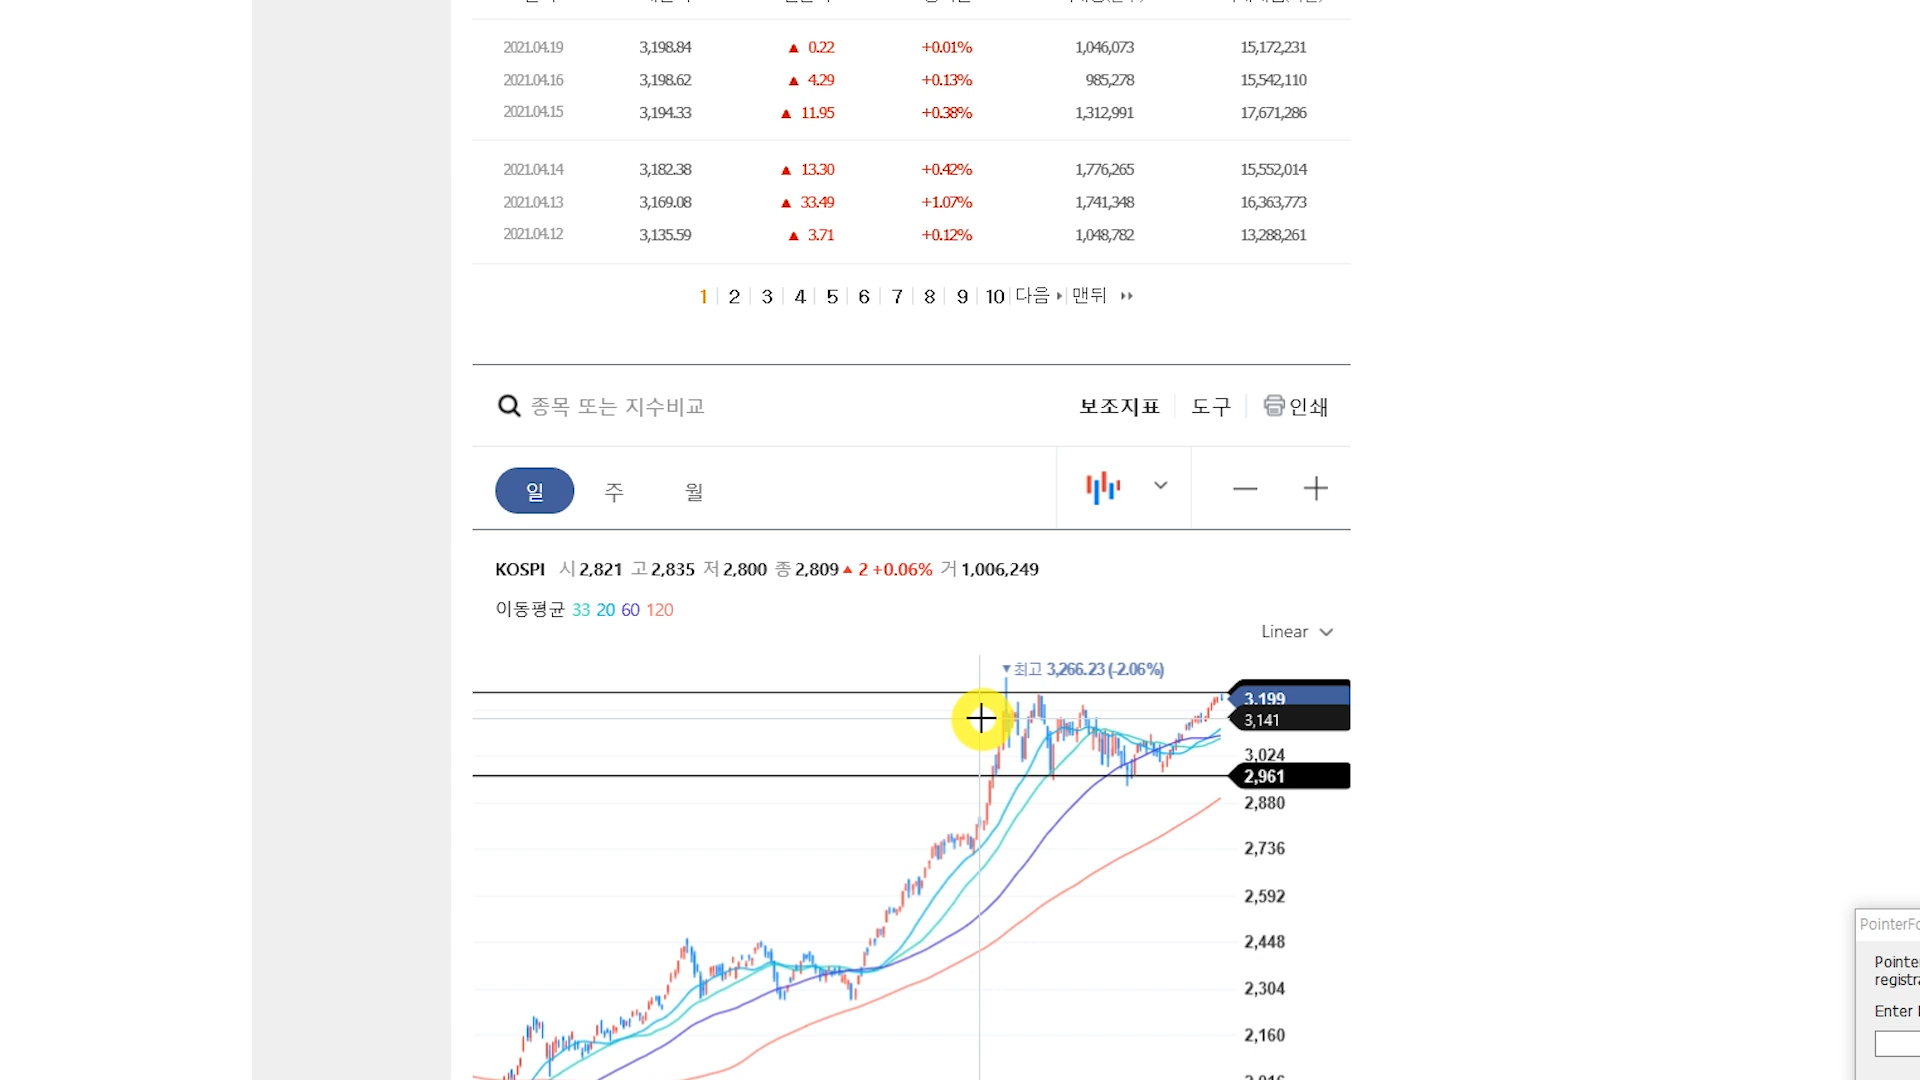 2021.04.19 3,198.84 ▲ 0.22 +0.01% 1,046,073 15,172,231
2021.04.16 3,198.62 ▲ 4.29 +0.13% 985,278 15,542,110
2021.04.15 3,194.33 ▲ 11.95 +0.38% 1,312,991 17,671,286
2021.04.14 3,182.38 ▲ 13.30 +0.42% 1,776,265 15,552,014
2021.04.13 3,169.08 ▲ 33.49 +1.07% 1,741,348 16,363,773
2021.04.12 3,135.59 ▲ 3.71 +0.12% 1,048,782 13,288,261
1 2 3 4 5 6 7 8 9 10 다음 맨뒤
종목 또는 지수비교 보조지표 도구 인쇄
일 주 월
KOSPI 시 2,821 고 2,835 저 2,800 종 2,809 ▲ 2 +0.06% 거 1,006,249
이동평균 33 20 60 120
Linear
▼최고 3,266.23 (-2.06%)
3,199
3,141
3,024
2,961
2,880
2,736
2,592
2,448
2,304
2,160
PointerFo
Pointer
registra
Enter